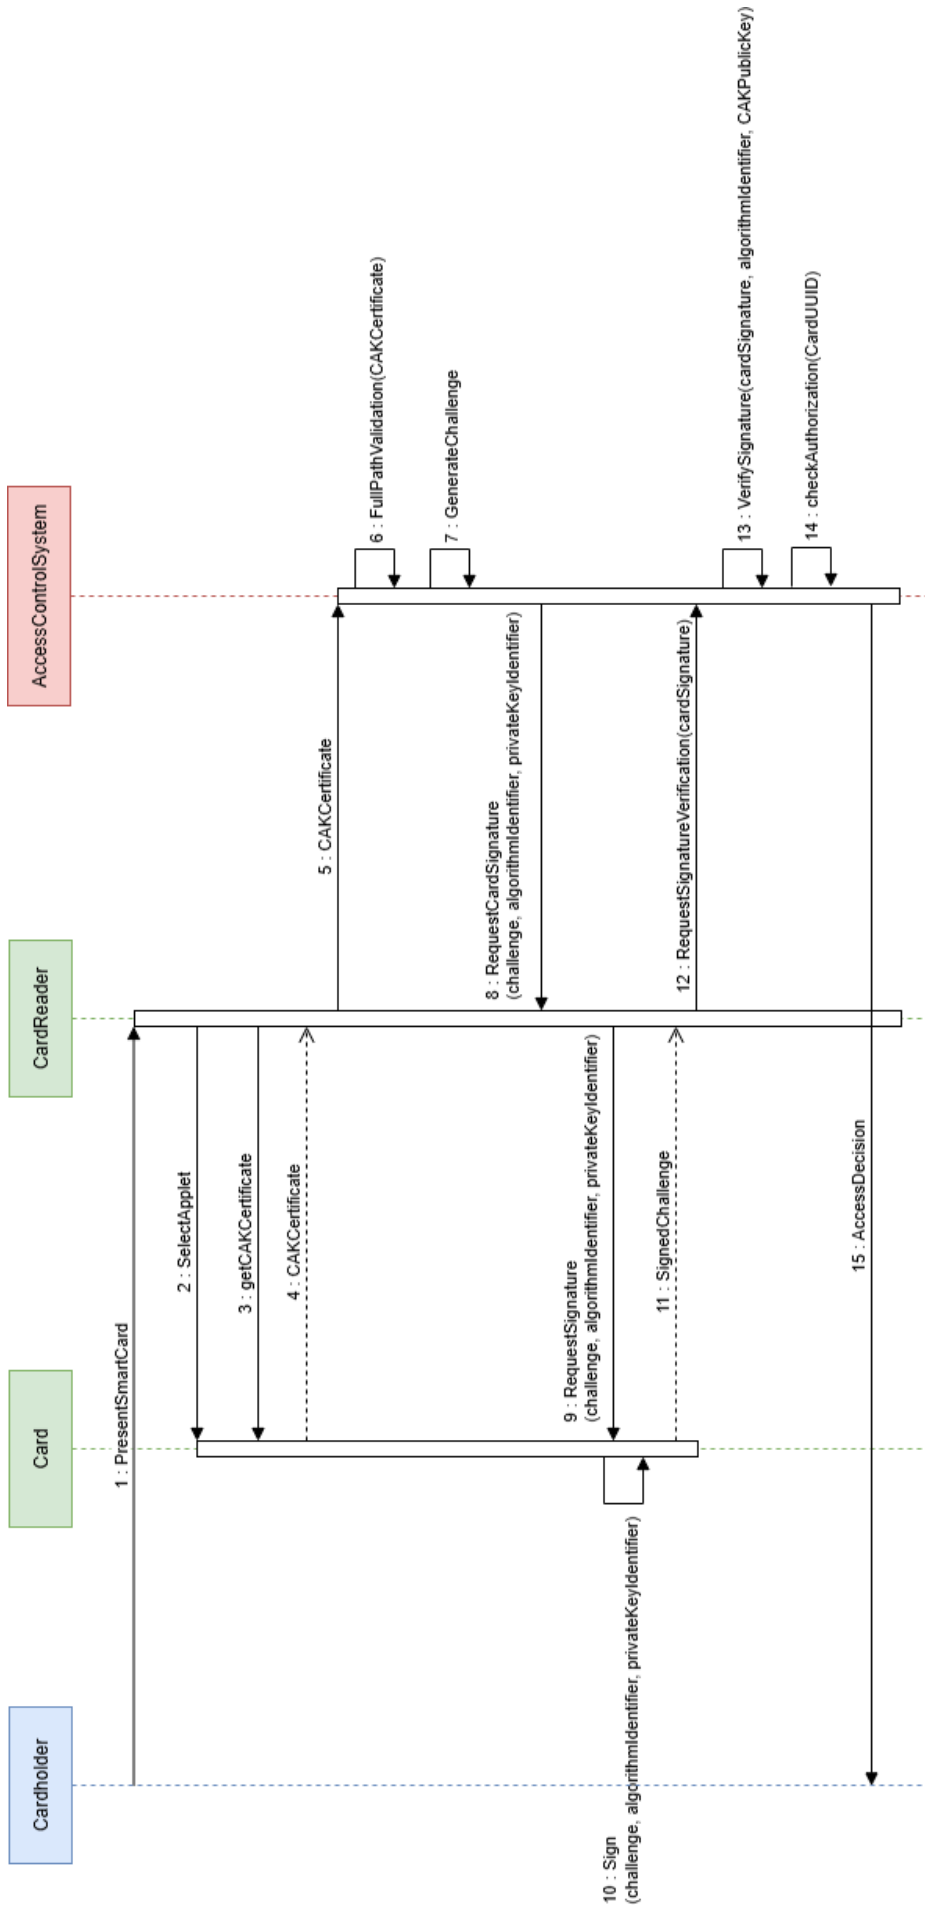 Cardholder
Card
CardReader
AccessControlSystem
1 : PresentSmartCard
2 : SelectApplet
3 : getCAKCertificate
4 : CAKCertificate
5 : CAKCertificate
6 : FullPathValidation(CAKCertificate)
7 : GenerateChallenge
8 : RequestCardSignature
(challenge, algorithmIdentifier, privateKeyIdentifier)
9 : RequestSignature
(challenge, algorithmIdentifier, privateKeyIdentifier)
10 : Sign
(challenge, algorithmIdentifier, privateKeyIdentifier)
11 : SignedChallenge
12 : RequestSignatureVerification(cardSignature)
13 : VerifySignature(cardSignature, algorithmIdentifier, CAKPublicKey)
14 : checkAuthorization(CardUUID)
15 : AccessDecision